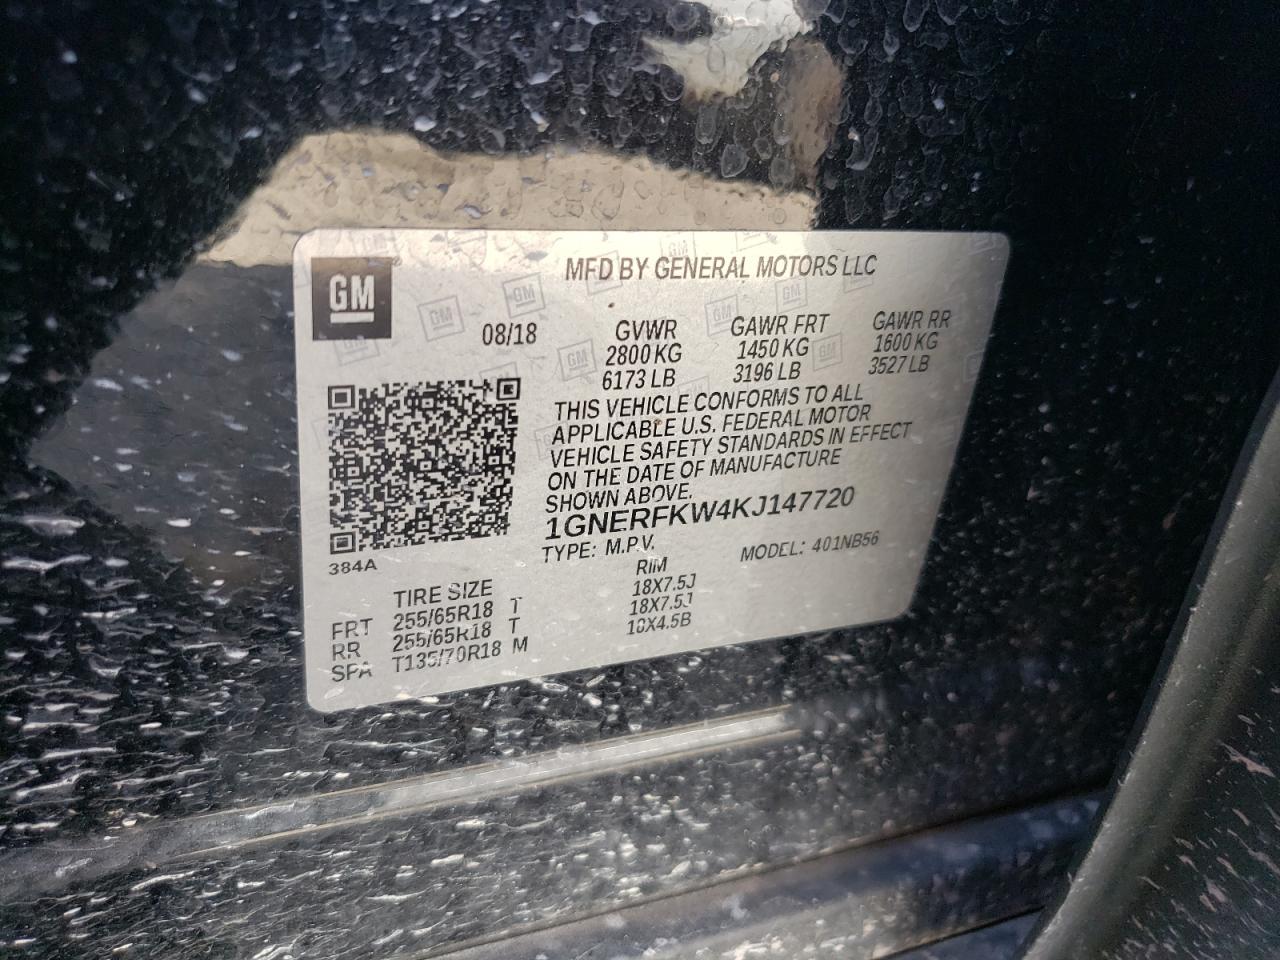 GM
MFD BY GENERAL MOTORS LLC
08/18
GVWR GAWR FRT GAWR RR
2800 KG 1450 KG 1600 KG
6173 LB 3196 LB 3527 LB
THIS VEHICLE CONFORMS TO ALL
APPLICABLE U.S. FEDERAL MOTOR
VEHICLE SAFETY STANDARDS IN EFFECT
ON THE DATE OF MANUFACTURE
SHOWN ABOVE.
1GNERFKW4KJ147720
TYPE: M.P.V. MODEL: 401NB56
384A
TIRE SIZE RIM
FRT 255/65R18 T 18X7.5J
RR 255/65R18 T 18X7.5J
SPA T135/70R18 M 18X4.5B